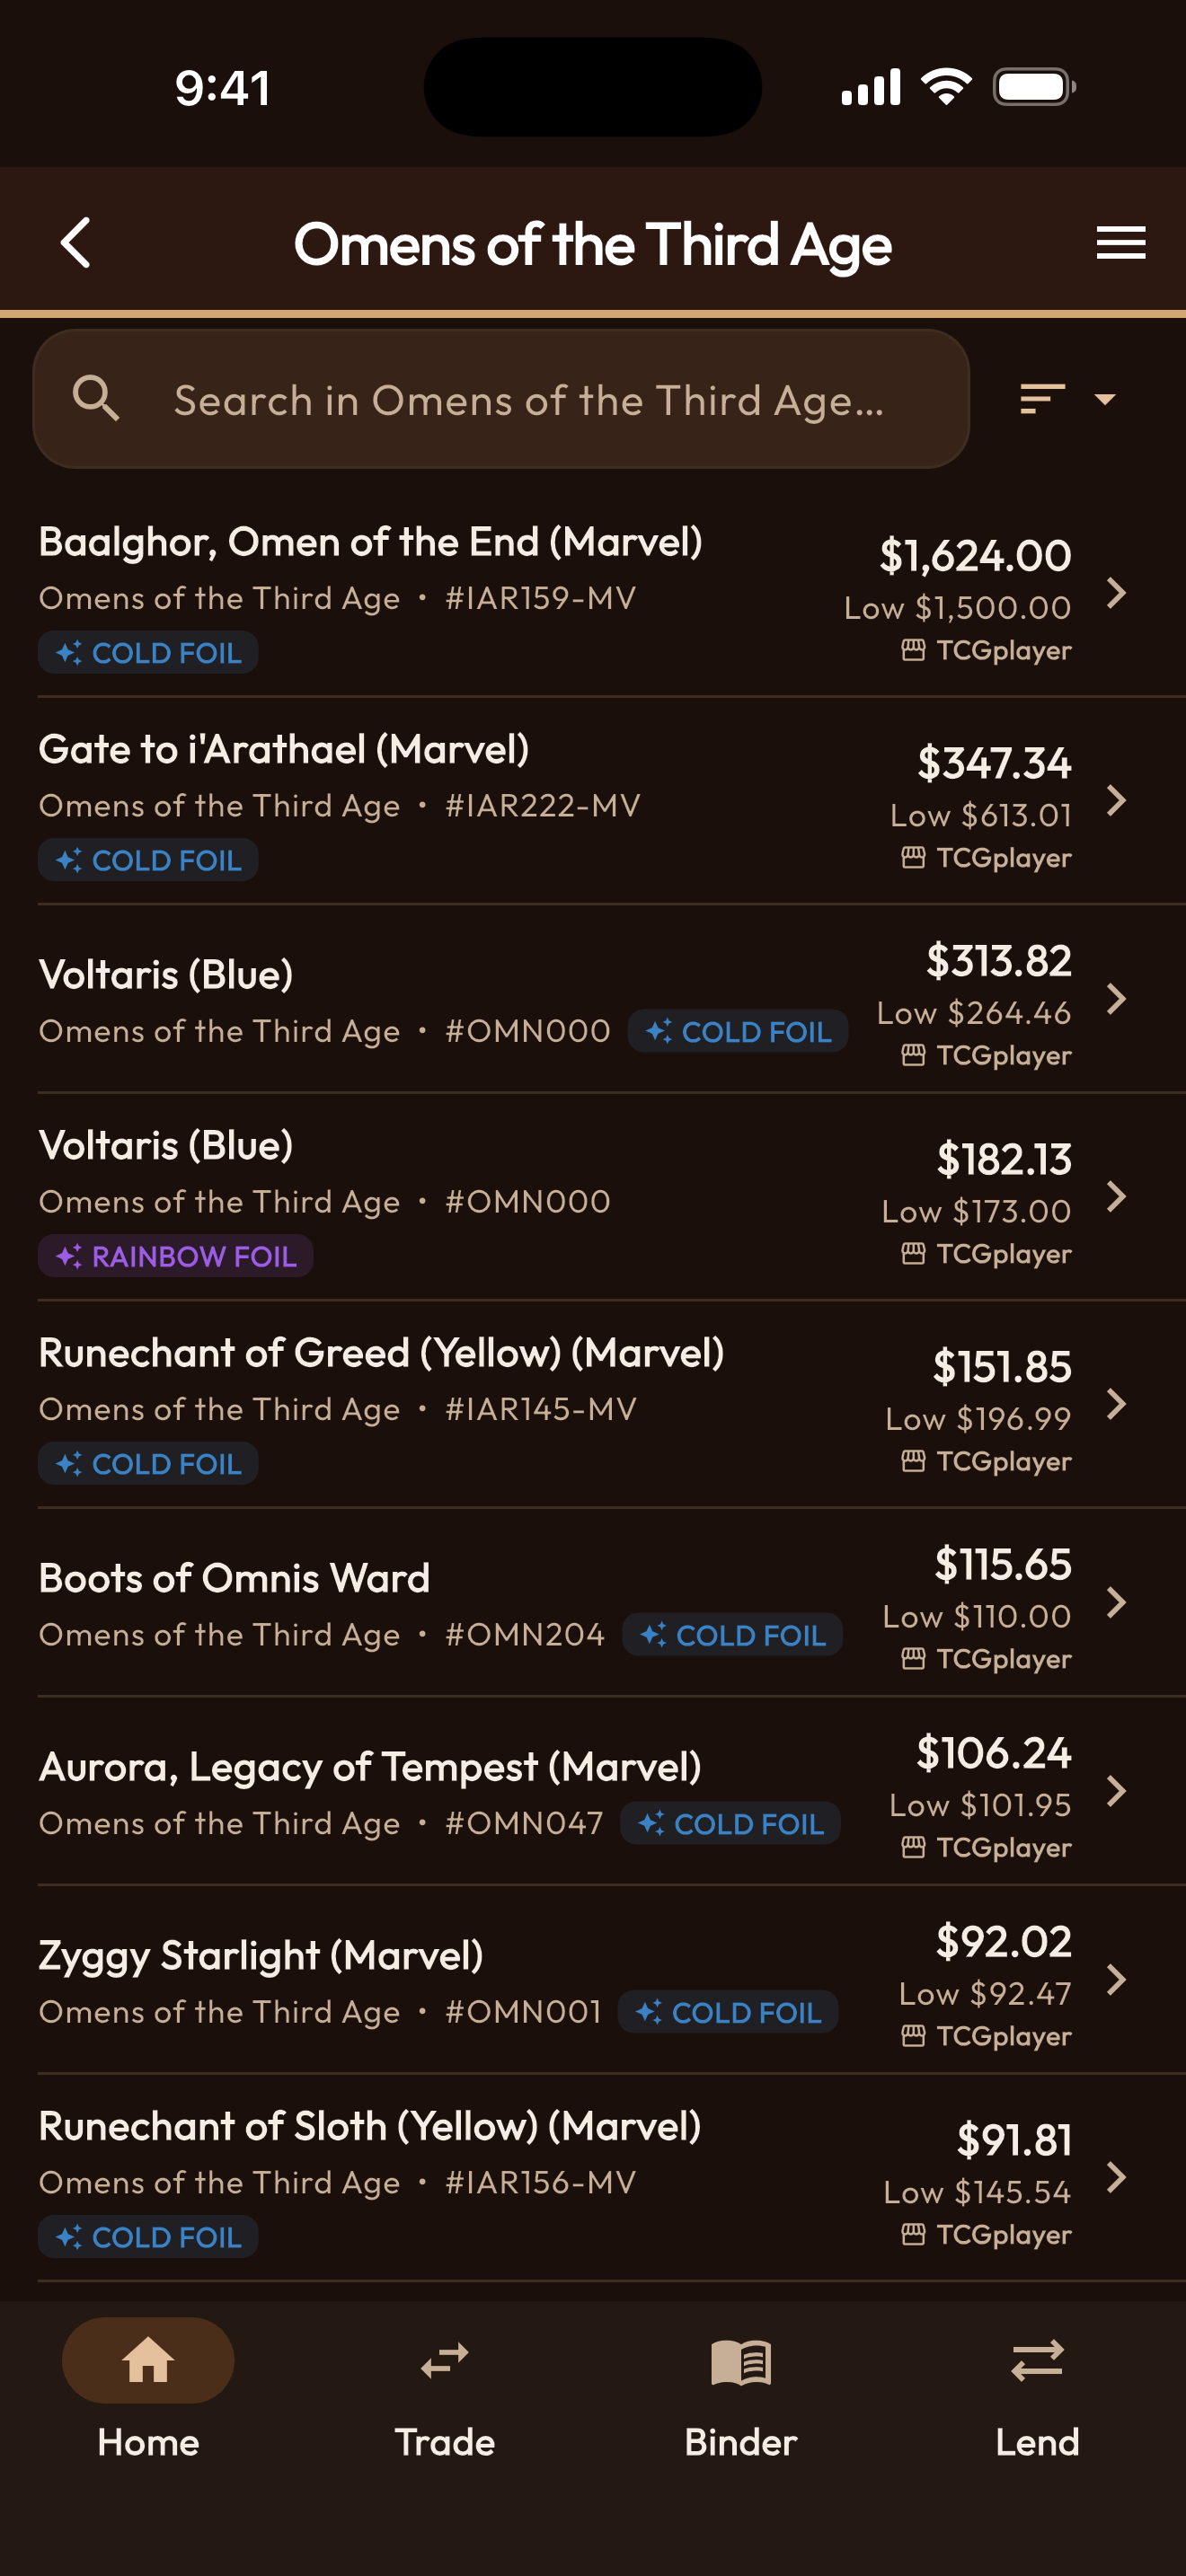 9:41
Omens of the Third Age
Search in Omens of the Third Age...
Baalghor, Omen of the End (Marvel)
Omens of the Third Age • #IAR159-MV
COLD FOIL
$1,624.00
Low $1,500.00
TCGplayer
Gate to i'Arathael (Marvel)
Omens of the Third Age • #IAR222-MV
COLD FOIL
$347.34
Low $613.01
TCGplayer
Voltaris (Blue)
Omens of the Third Age • #OMN000 COLD FOIL
$313.82
Low $264.46
TCGplayer
Voltaris (Blue)
Omens of the Third Age • #OMN000
RAINBOW FOIL
$182.13
Low $173.00
TCGplayer
Runechant of Greed (Yellow) (Marvel)
Omens of the Third Age • #IAR145-MV
COLD FOIL
$151.85
Low $196.99
TCGplayer
Boots of Omnis Ward
Omens of the Third Age • #OMN204 COLD FOIL
$115.65
Low $110.00
TCGplayer
Aurora, Legacy of Tempest (Marvel)
Omens of the Third Age • #OMN047 COLD FOIL
$106.24
Low $101.95
TCGplayer
Zyggy Starlight (Marvel)
Omens of the Third Age • #OMN001 COLD FOIL
$92.02
Low $92.47
TCGplayer
Runechant of Sloth (Yellow) (Marvel)
Omens of the Third Age • #IAR156-MV
COLD FOIL
$91.81
Low $145.54
TCGplayer
Home
Trade
Binder
Lend